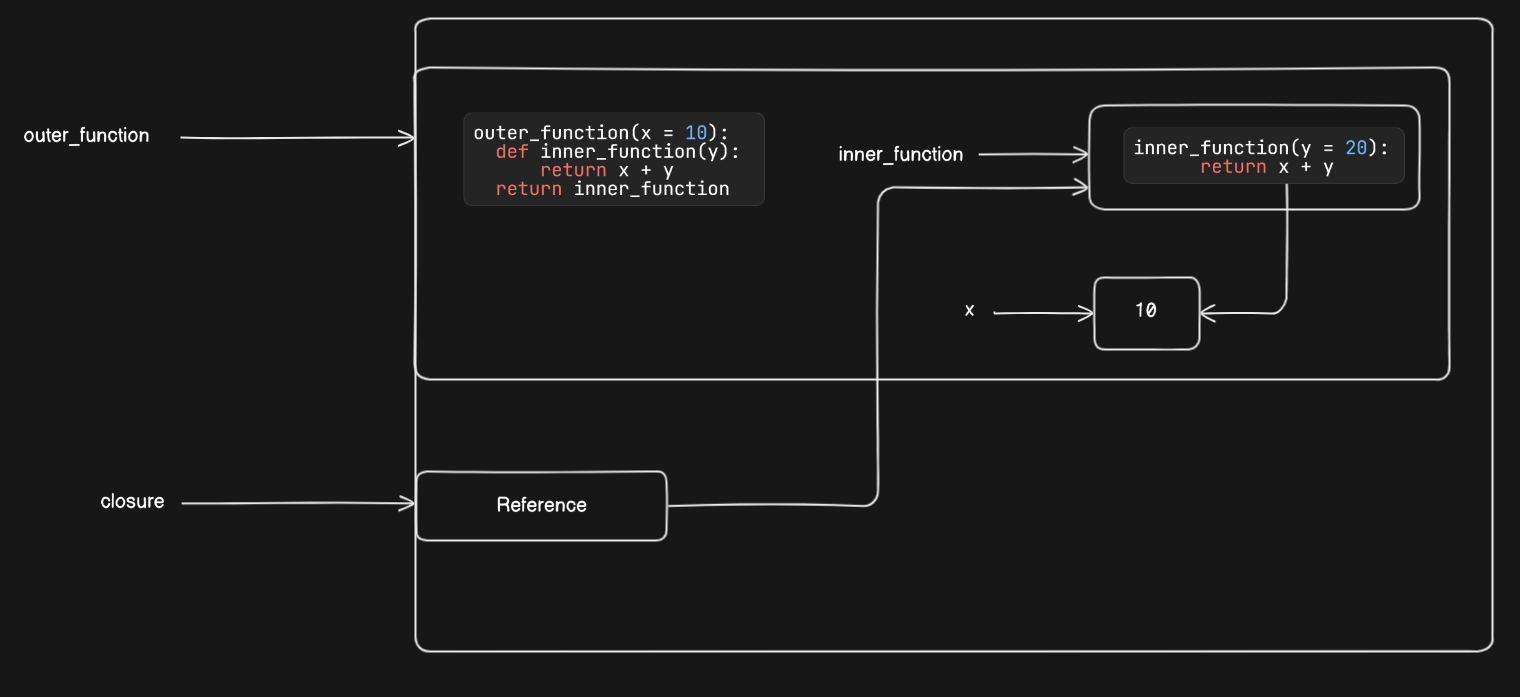 outer_function
outer_function(x = 10):
def inner_function(y):
return x + y
return inner_function
inner_function
inner_function(y = 20):
return x + y
x
10
closure
Reference